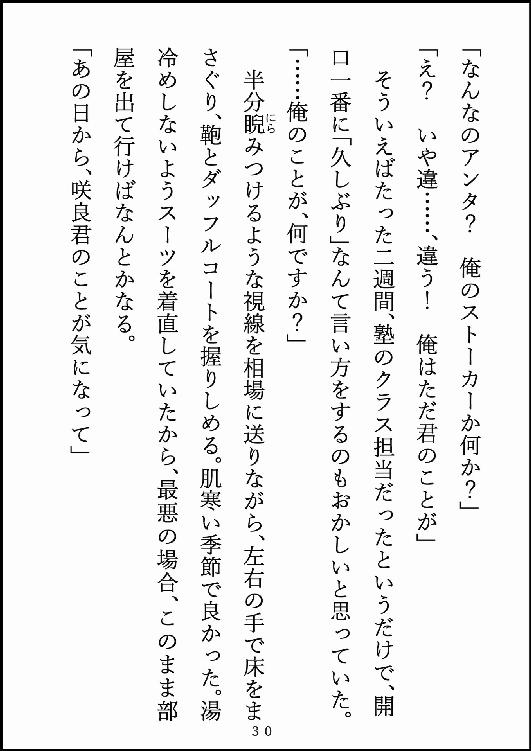 「なんなのアンタ？　俺のストーカーか何か？」
「え？　いや違……、違う！　俺はただ君のことが」
　そういえばたった二週間、塾のクラス担当だったというだけで、開
口一番に「久しぶり」なんて言い方をするのもおかしいと思っていた。
「……俺のことが、何ですか？」
　半分睨みつけるような視線を相場に送りながら、左右の手で床をま
にら
さぐり、鞄とダッフルコートを握りしめる。肌寒い季節で良かった。湯
冷めしないようスーツを着直していたから、最悪の場合、このまま部
屋を出て行けばなんとかなる。
「あの日から、咲良君のことが気になって」
30